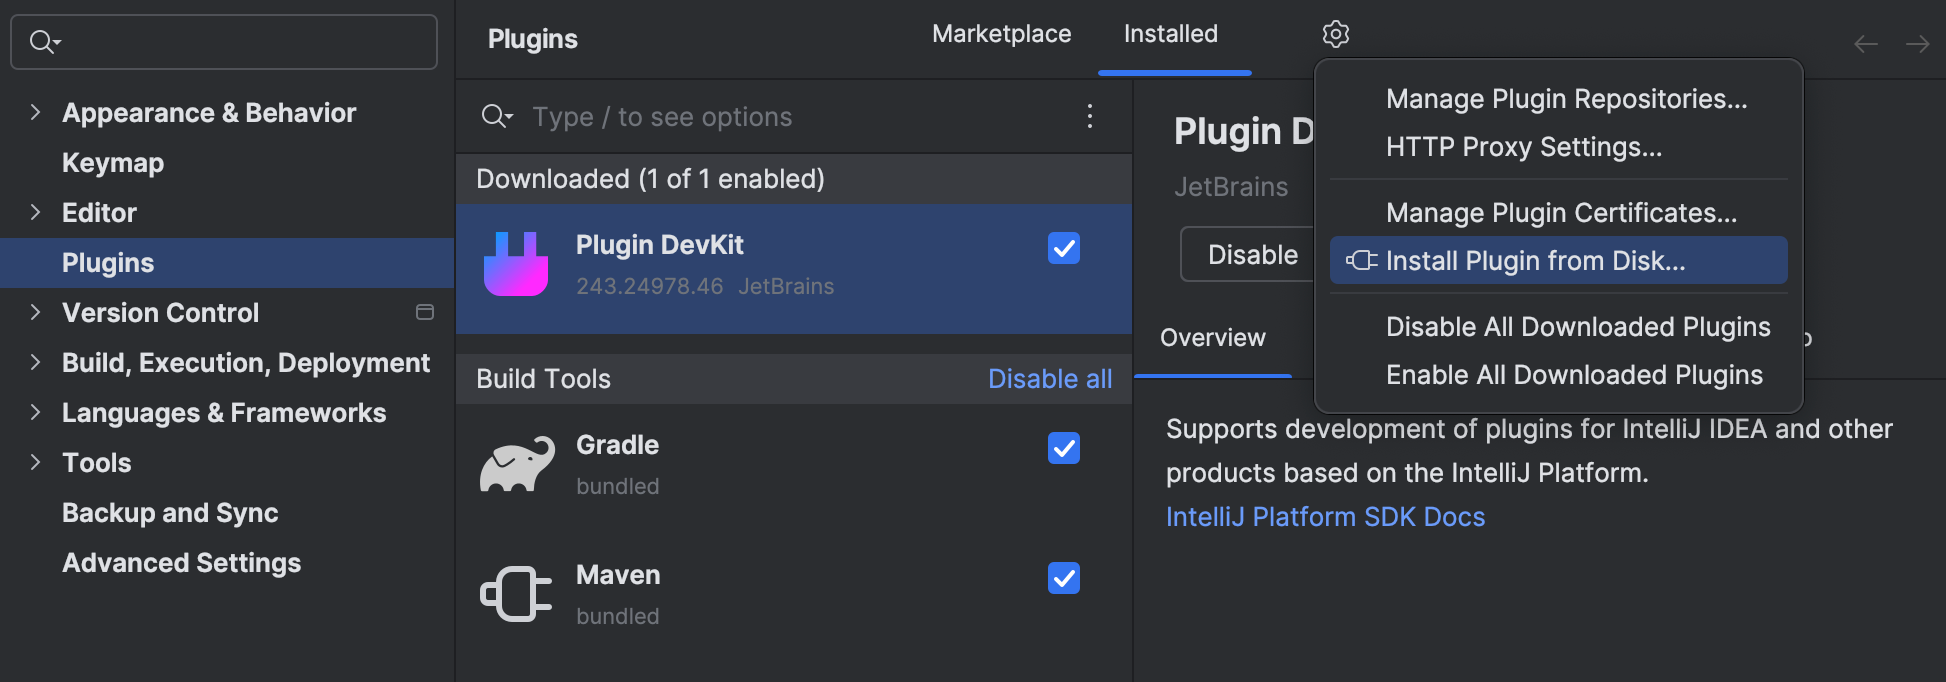 Appearance & Behavior
Keymap
Editor
Plugins
Version Control
Build, Execution, Deployment
Languages & Frameworks
Tools
Backup and Sync
Advanced Settings
Plugins
Marketplace
Installed
Type / to see options
Downloaded (1 of 1 enabled)
Plugin DevKit
243.24978.46 JetBrains
Build Tools
Disable all
Gradle
bundled
Maven
bundled
Plugin D
JetBrains
Disable
Overview
Supports development of plugins for IntelliJ IDEA and other
products based on the IntelliJ Platform.
IntelliJ Platform SDK Docs
Manage Plugin Repositories...
HTTP Proxy Settings...
Manage Plugin Certificates...
Install Plugin from Disk...
Disable All Downloaded Plugins
Enable All Downloaded Plugins